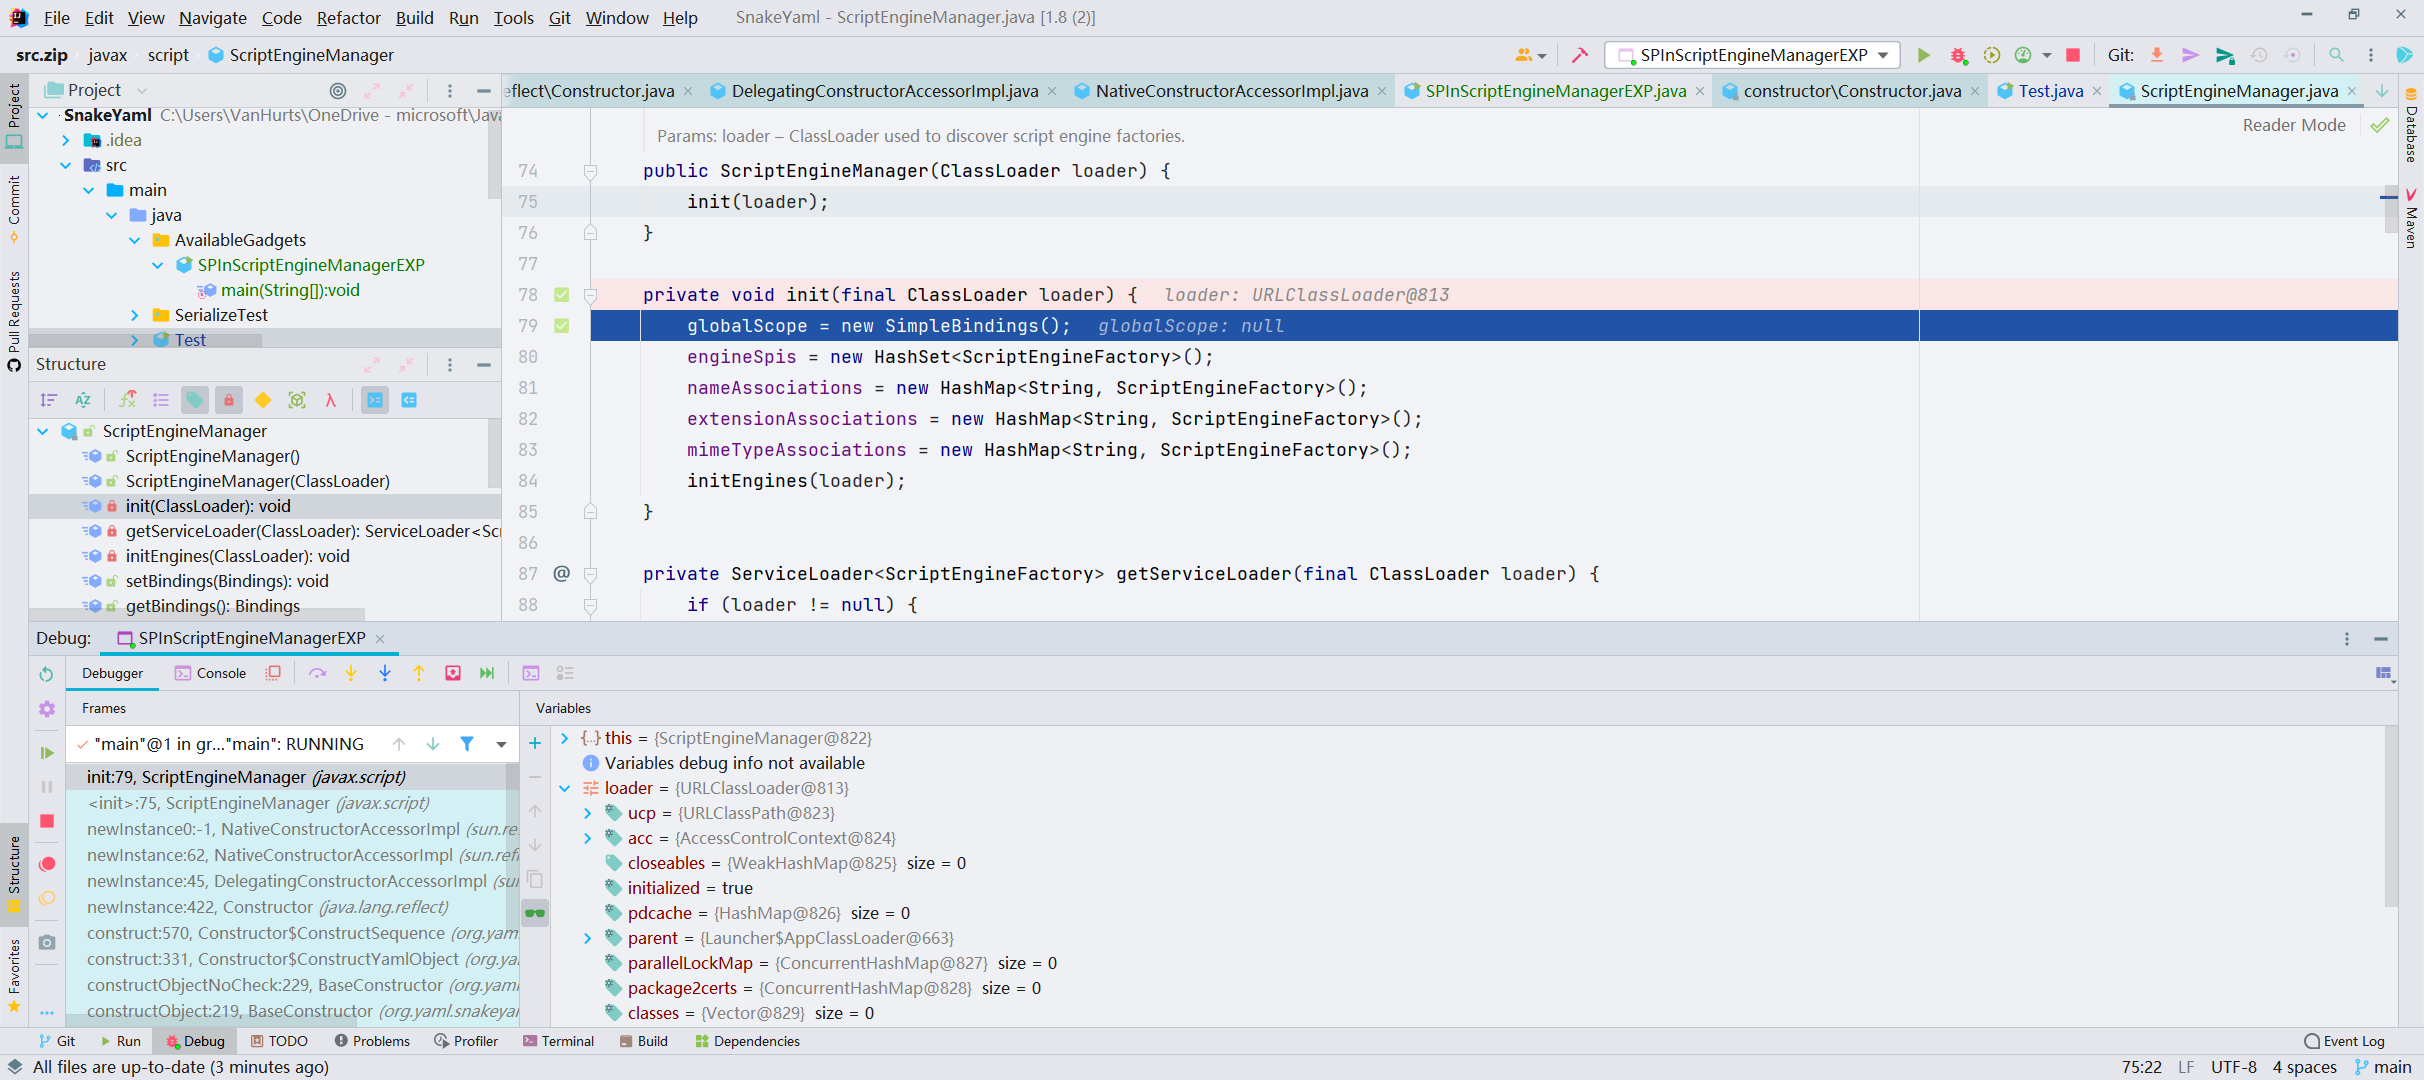 File Edit View Navigate Code Refactor Build Run Tools Git Window Help SnakeYaml - ScriptEngineManager.java [1.8 (2)]
src.zip javax script ScriptEngineManager SPInScriptEngineManagerEXP Git:
Project
eflect\Constructor.java DelegatingConstructorAccessorImpl.java NativeConstructorAccessorImpl.java SPInScriptEngineManagerEXP.java constructor\Constructor.java Test.java ScriptEngineManager.java
SnakeYaml C:\Users\VanHurts\OneDrive - microsoft\Java
.idea
src
main
java
AvailableGadgets
SPInScriptEngineManagerEXP
main(String[]):void
SerializeTest
Test
Structure
ScriptEngineManager
ScriptEngineManager()
ScriptEngineManager(ClassLoader)
init(ClassLoader): void
getServiceLoader(ClassLoader): ServiceLoader<Sc
initEngines(ClassLoader): void
setBindings(Bindings): void
getBindings(): Bindings
Params: loader – ClassLoader used to discover script engine factories.
Reader Mode
74 public ScriptEngineManager(ClassLoader loader) {
75 init(loader);
76 }
77
78 private void init(final ClassLoader loader) { loader: URLClassLoader@813
79 globalScope = new SimpleBindings(); globalScope: null
80 engineSpis = new HashSet<ScriptEngineFactory>();
81 nameAssociations = new HashMap<String, ScriptEngineFactory>();
82 extensionAssociations = new HashMap<String, ScriptEngineFactory>();
83 mimeTypeAssociations = new HashMap<String, ScriptEngineFactory>();
84 initEngines(loader);
85 }
86
87 @ private ServiceLoader<ScriptEngineFactory> getServiceLoader(final ClassLoader loader) {
88 if (loader != null) {
Project
Commit
Pull Requests
Structure
Favorites
Database
Maven
Debug: SPInScriptEngineManagerEXP
Debugger Console
Frames
"main"@1 in gr..."main": RUNNING
init:79, ScriptEngineManager (javax.script)
<init>:75, ScriptEngineManager (javax.script)
newInstance0:-1, NativeConstructorAccessorImpl (sun.re
newInstance:62, NativeConstructorAccessorImpl (sun.refl
newInstance:45, DelegatingConstructorAccessorImpl (su
newInstance:422, Constructor (java.lang.reflect)
construct:570, Constructor$ConstructSequence (org.yam
construct:331, Constructor$ConstructYamlObject (org.ya
constructObjectNoCheck:229, BaseConstructor (org.yaml
constructObject:219, BaseConstructor (org.yaml.snakeya
Variables
this = {ScriptEngineManager@822}
Variables debug info not available
loader = {URLClassLoader@813}
ucp = {URLClassPath@823}
acc = {AccessControlContext@824}
closeables = {WeakHashMap@825} size = 0
initialized = true
pdcache = {HashMap@826} size = 0
parent = {Launcher$AppClassLoader@663}
parallelLockMap = {ConcurrentHashMap@827} size = 0
package2certs = {ConcurrentHashMap@828} size = 0
classes = {Vector@829} size = 0
Git Run Debug TODO Problems Profiler Terminal Build Dependencies Event Log
All files are up-to-date (3 minutes ago) 75:22 LF UTF-8 4 spaces main